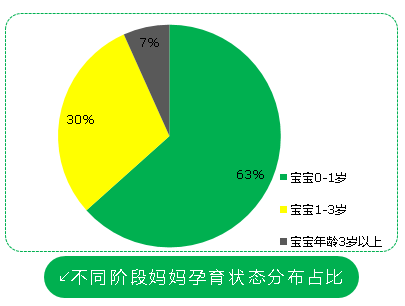 7%
30%
63%
宝宝0-1岁
宝宝1-3岁
宝宝年龄3岁以上
↙不同阶段妈妈孕育状态分布占比